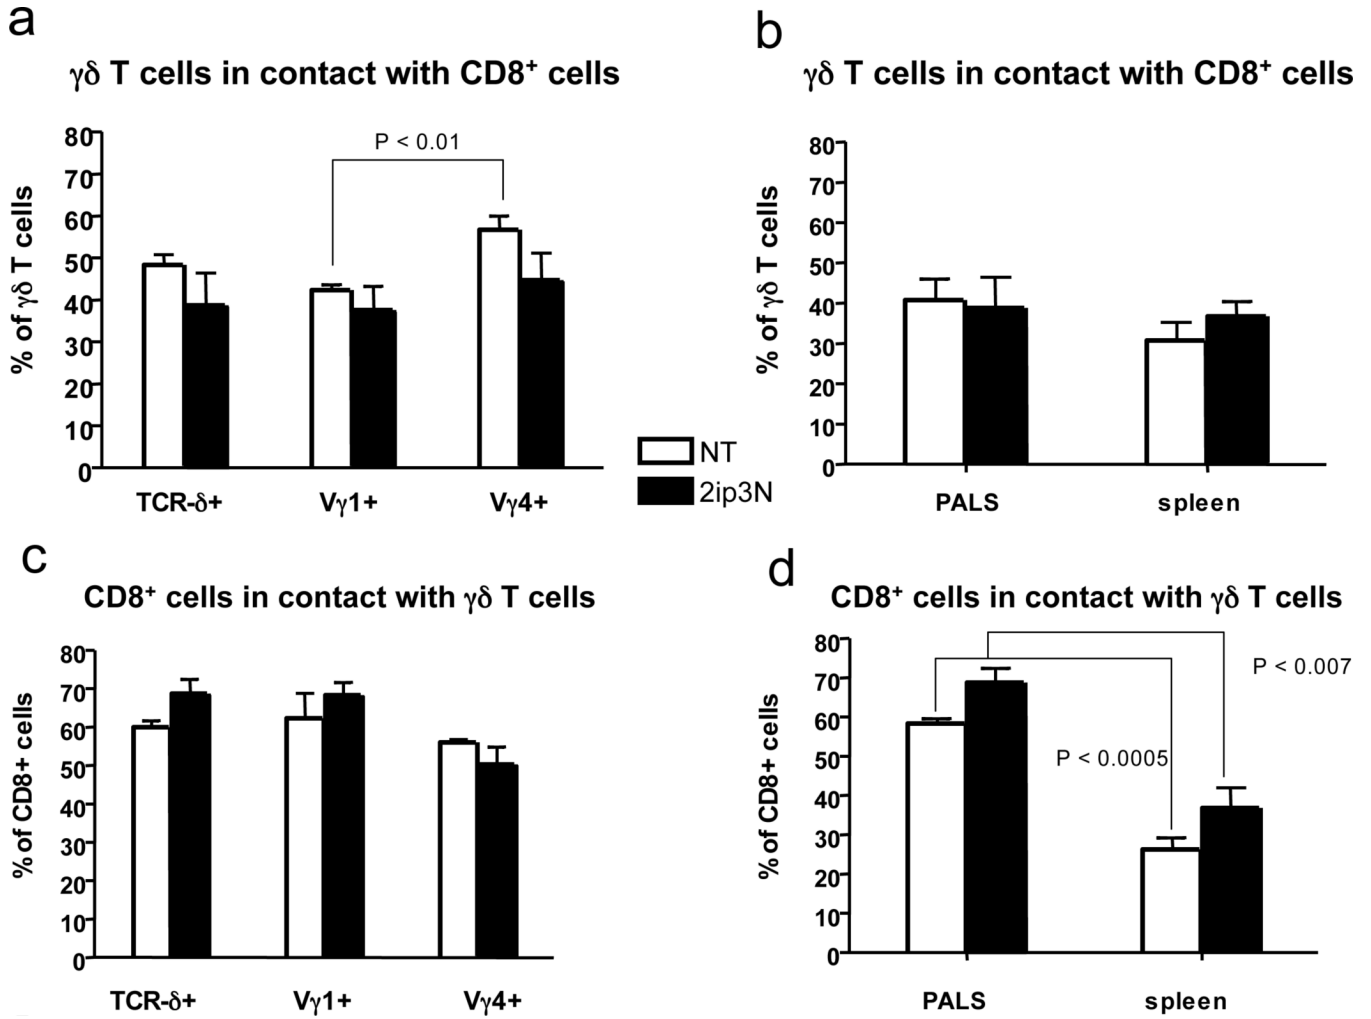 a
γδ T cells in contact with CD8⁺ cells
% of γδ T cells
80
70
60
50
40
30
20
10
0
P < 0.01
TCR-δ+ Vγ1+ Vγ4+
NT
2ip3N
b
γδ T cells in contact with CD8⁺ cells
% of γδ T cells
80
70
60
50
40
30
20
10
0
PALS spleen
c
CD8⁺ cells in contact with γδ T cells
% of CD8+ cells
80
70
60
50
40
30
20
10
0
TCR-δ+ Vγ1+ Vγ4+
d
CD8⁺ cells in contact with γδ T cells
% of CD8+ cells
80
70
60
50
40
30
20
10
0
P < 0.007
P < 0.0005
PALS spleen